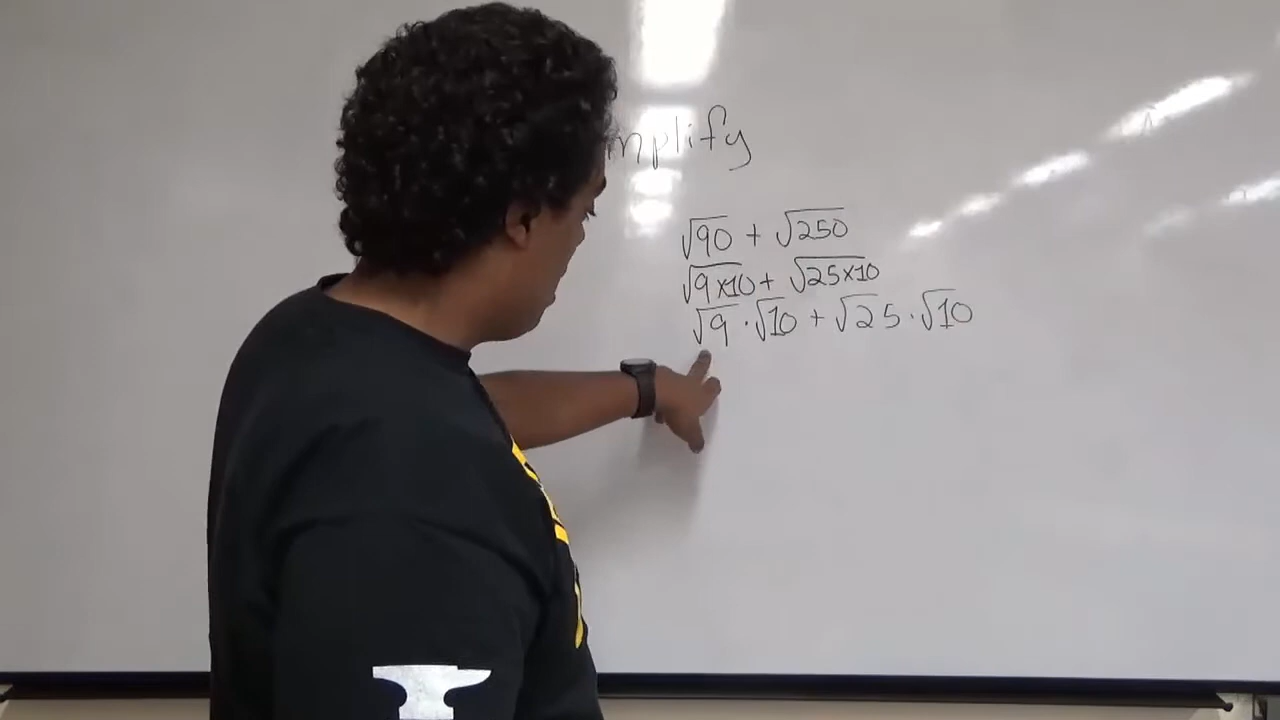 mplify
√90 + √250
√9x10 + √25x10
√9 · √10 + √25 · √10